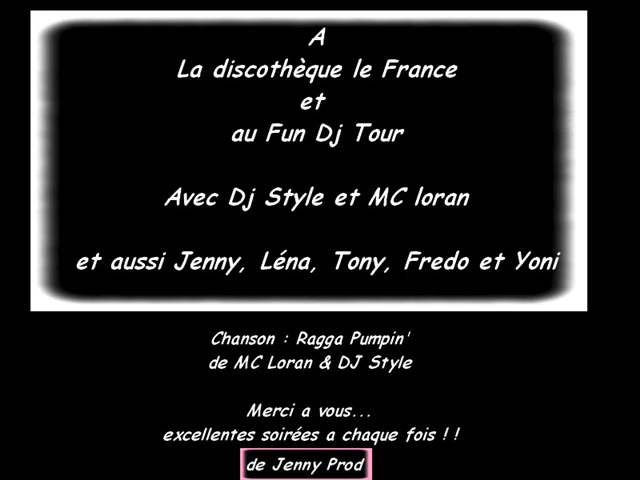 A
La discothèque le France
et
au Fun Dj Tour
Avec Dj Style et MC loran
et aussi Jenny, Léna, Tony, Fredo et Yoni
Chanson : Ragga Pumpin'
de MC Loran & DJ Style
Merci a vous...
excellentes soirées a chaque fois ! !
de Jenny Prod